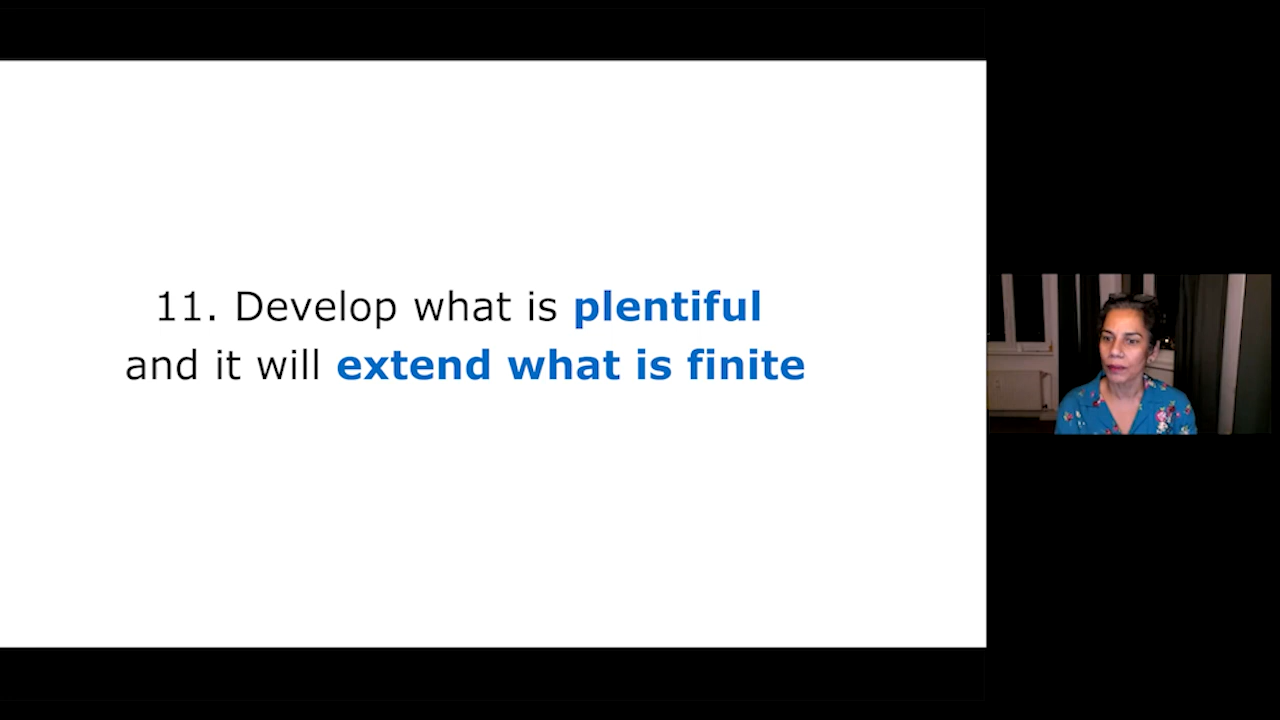 11. Develop what is plentiful
and it will extend what is finite